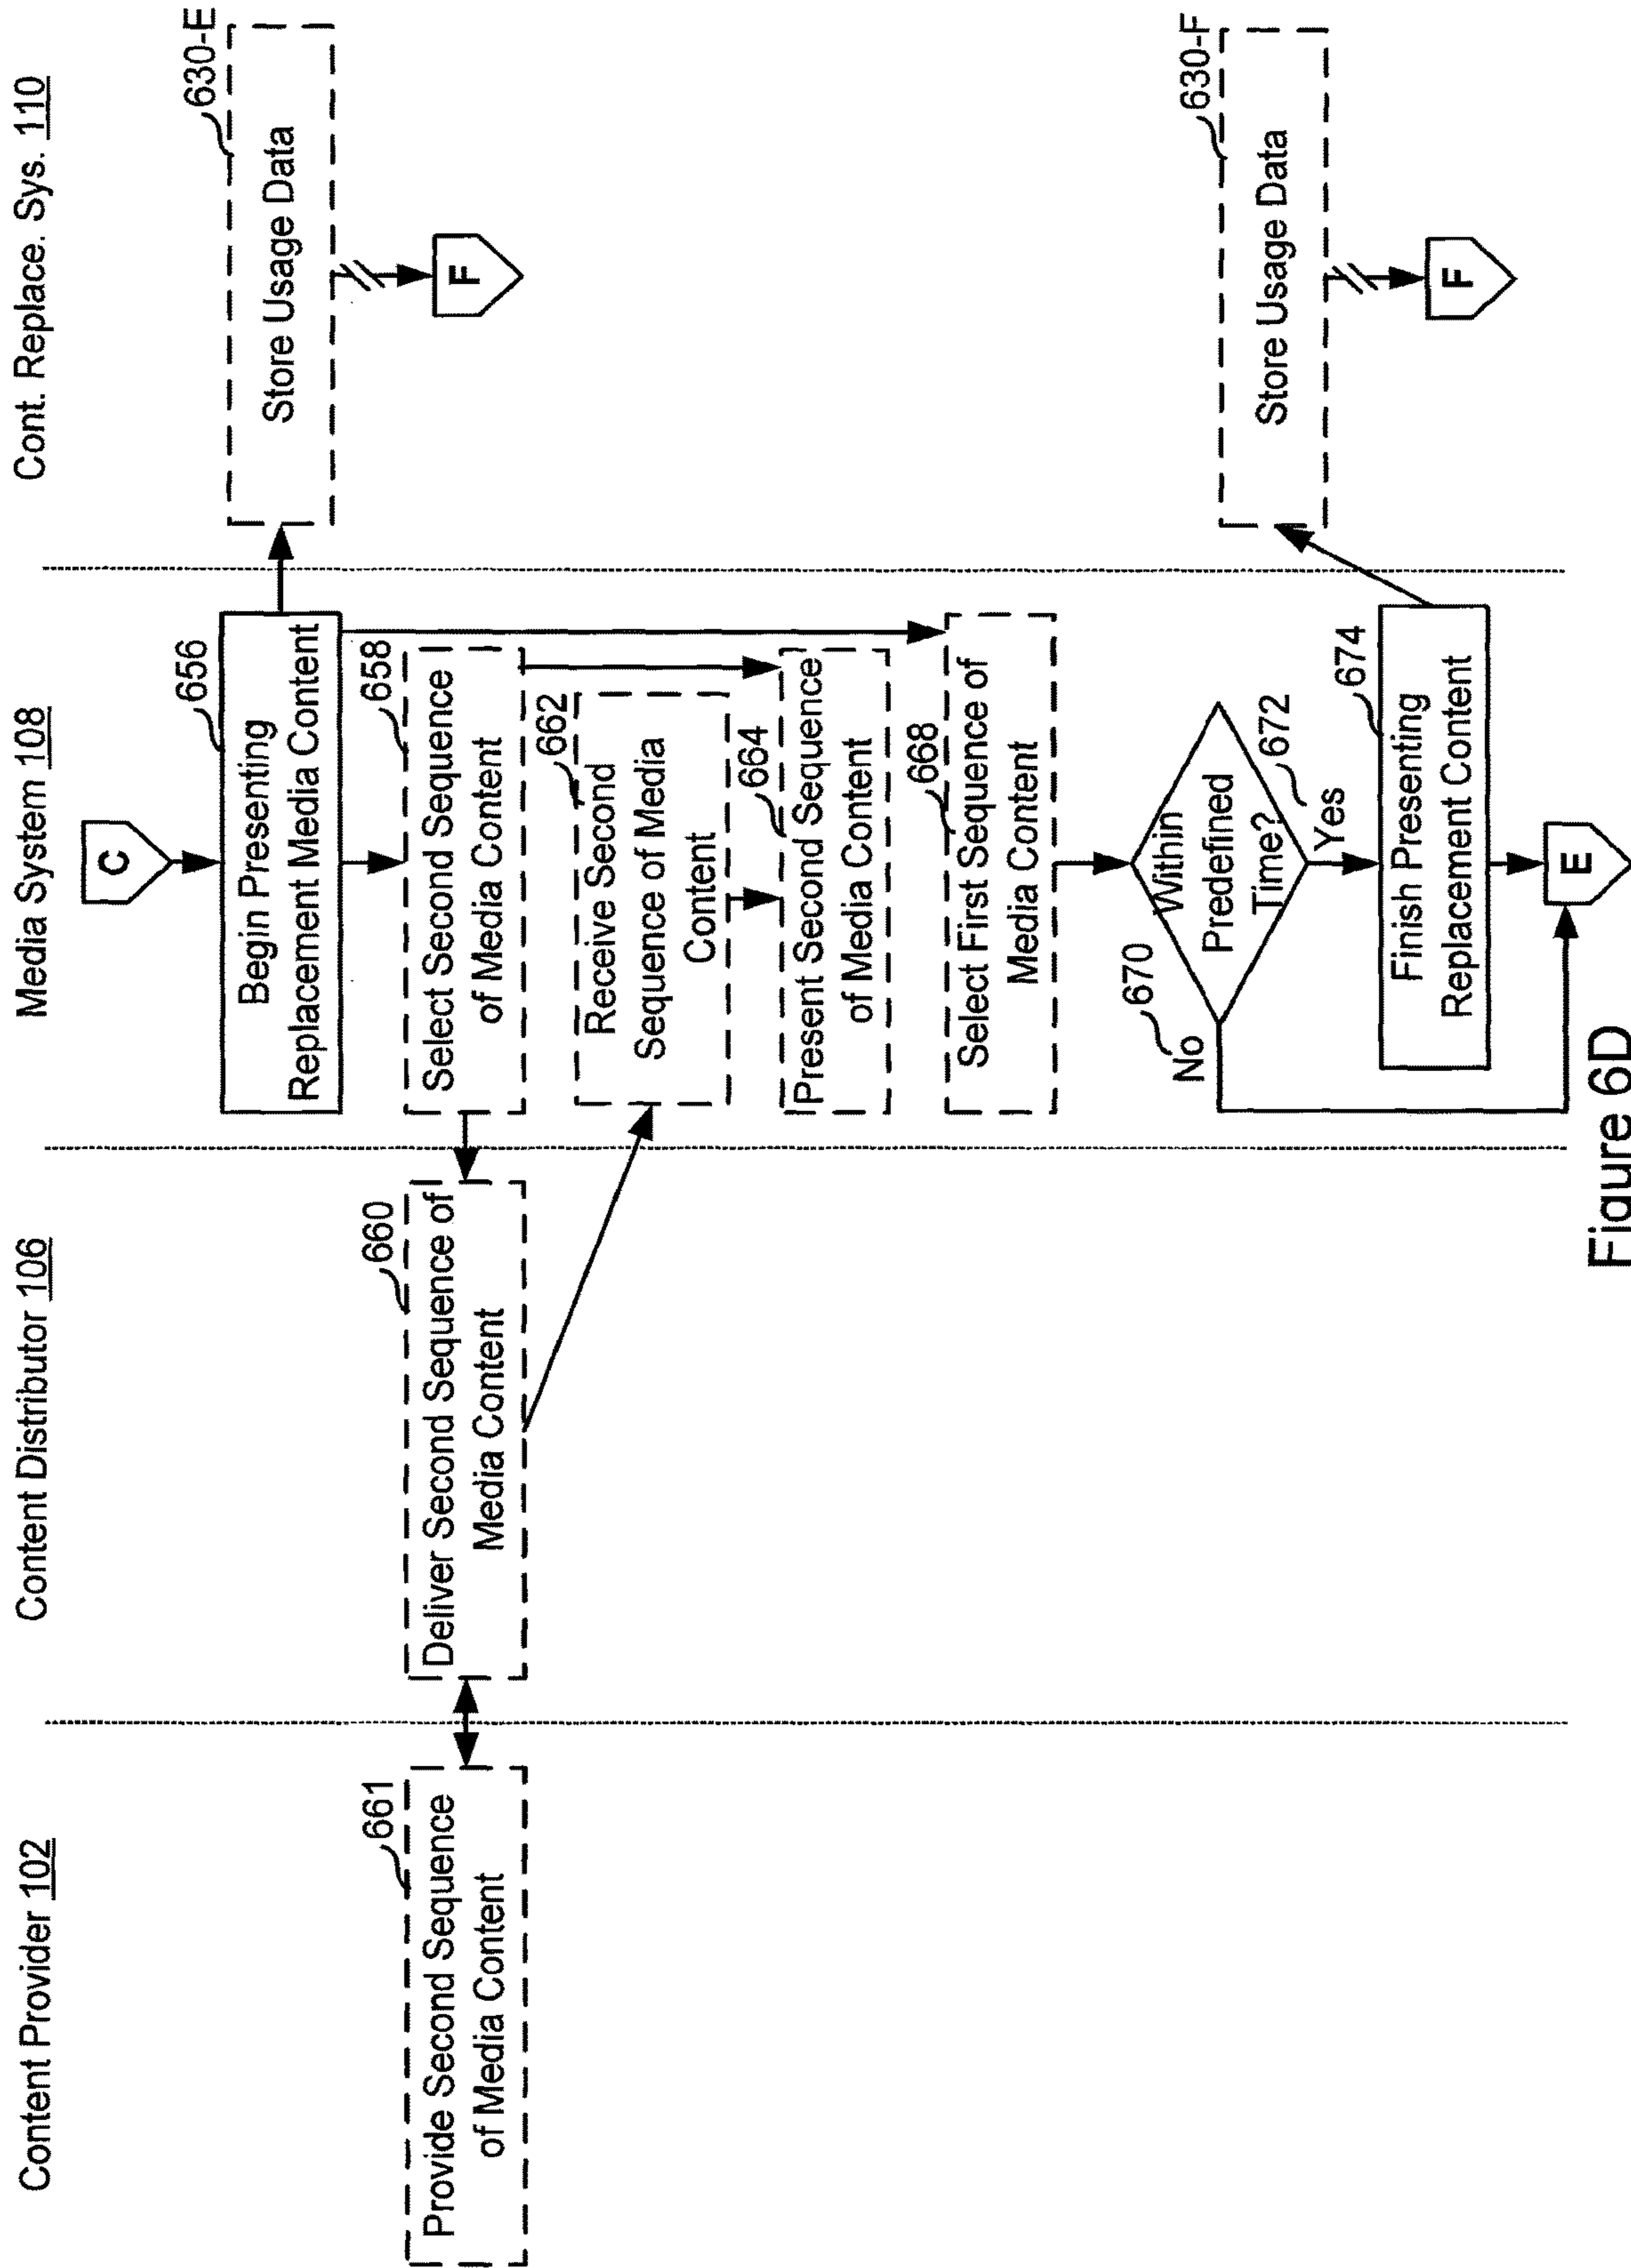 Content Provider 102
Content Distributor 106
Media System 108
Cont. Replace. Sys. 110
C
656
Begin Presenting
Replacement Media Content
630-E
Store Usage Data
F
661
Provide Second Sequence
of Media Content
660
Deliver Second Sequence of
Media Content
658
Select Second Sequence
of Media Content
662
Receive Second
Sequence of Media
Content
664
Present Second Sequence
of Media Content
668
Select First Sequence of
Media Content
Within
Predefined
Time?
670
No
672
Yes
674
Finish Presenting
Replacement Content
630-F
Store Usage Data
F
E
Figure 6D